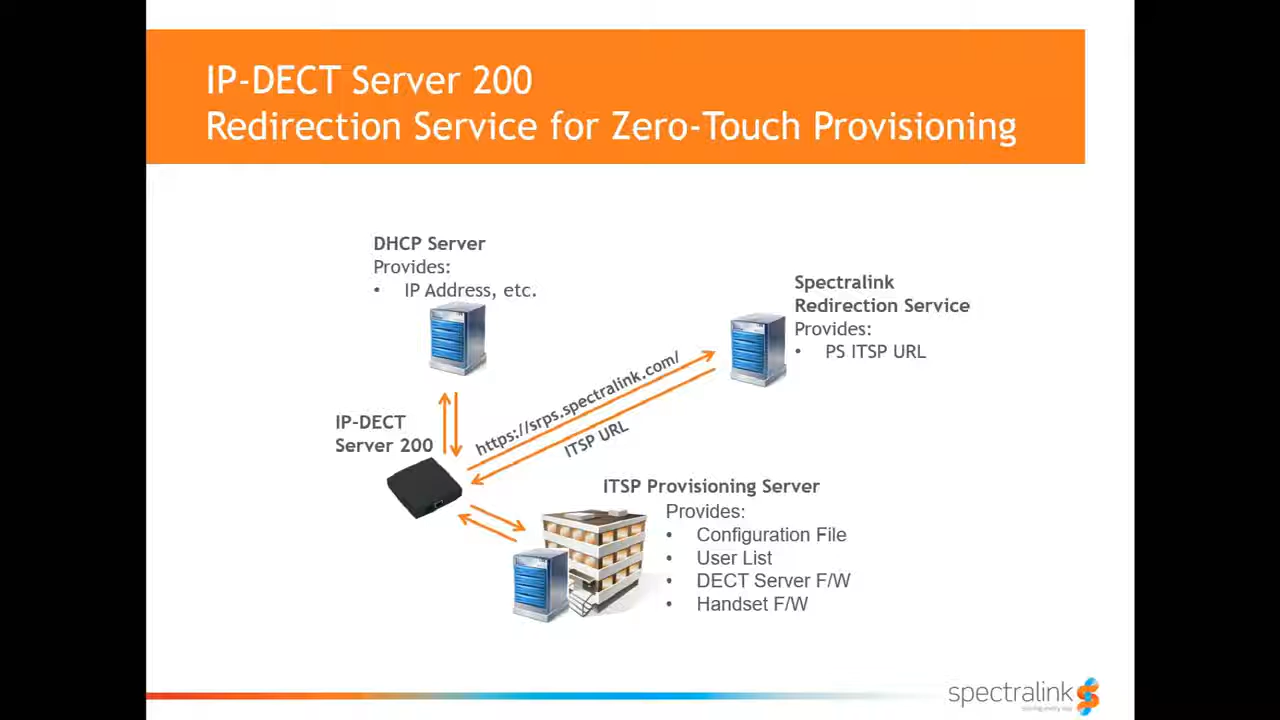 IP-DECT Server 200
Redirection Service for Zero-Touch Provisioning
DHCP Server
Provides:
• IP Address, etc.
Spectralink
Redirection Service
Provides:
• PS ITSP URL
https://srps.spectralink.com/
ITSP URL
IP-DECT
Server 200
ITSP Provisioning Server
Provides:
• Configuration File
• User List
• DECT Server F/W
• Handset F/W
spectralink